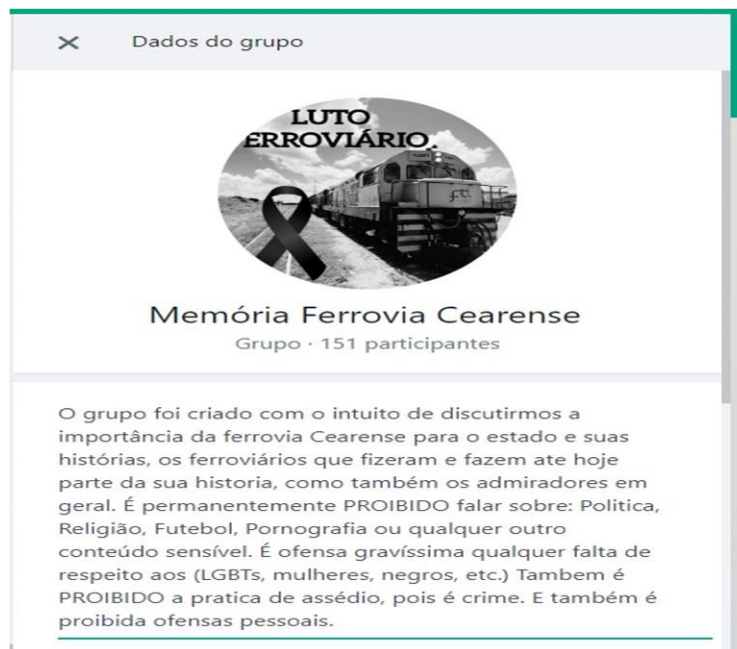 Dados do grupo
LUTO
ERROVIÁRIO
Memória Ferrovia Cearense
Grupo · 151 participantes
O grupo foi criado com o intuito de discutirmos a
importância da ferrovia Cearense para o estado e suas
histórias, os ferroviários que fizeram e fazem ate hoje
parte da sua historia, como também os admiradores em
geral. É permanentemente PROIBIDO falar sobre: Politica,
Religião, Futebol, Pornografia ou qualquer outro
conteúdo sensível. É ofensa gravíssima qualquer falta de
respeito aos (LGBTs, mulheres, negros, etc.) Tambem é
PROIBIDO a pratica de assédio, pois é crime. E também é
proibida ofensas pessoais.